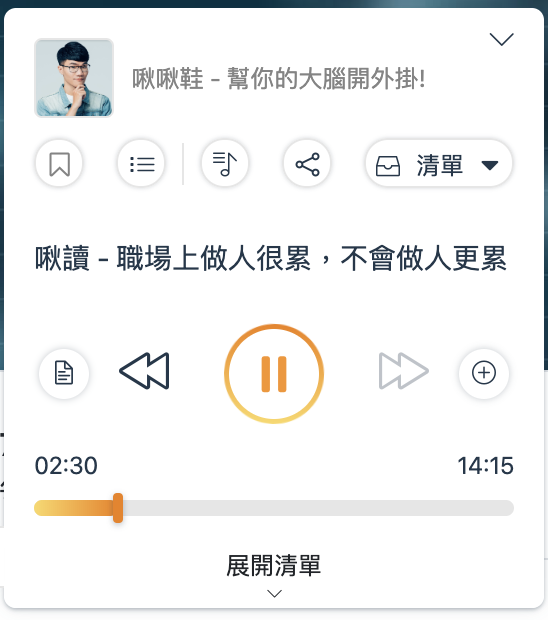 啾啾鞋 - 幫你的大腦開外掛!
清單
啾讀 - 職場上做人很累，不會做人更累
02:30
14:15
展開清單